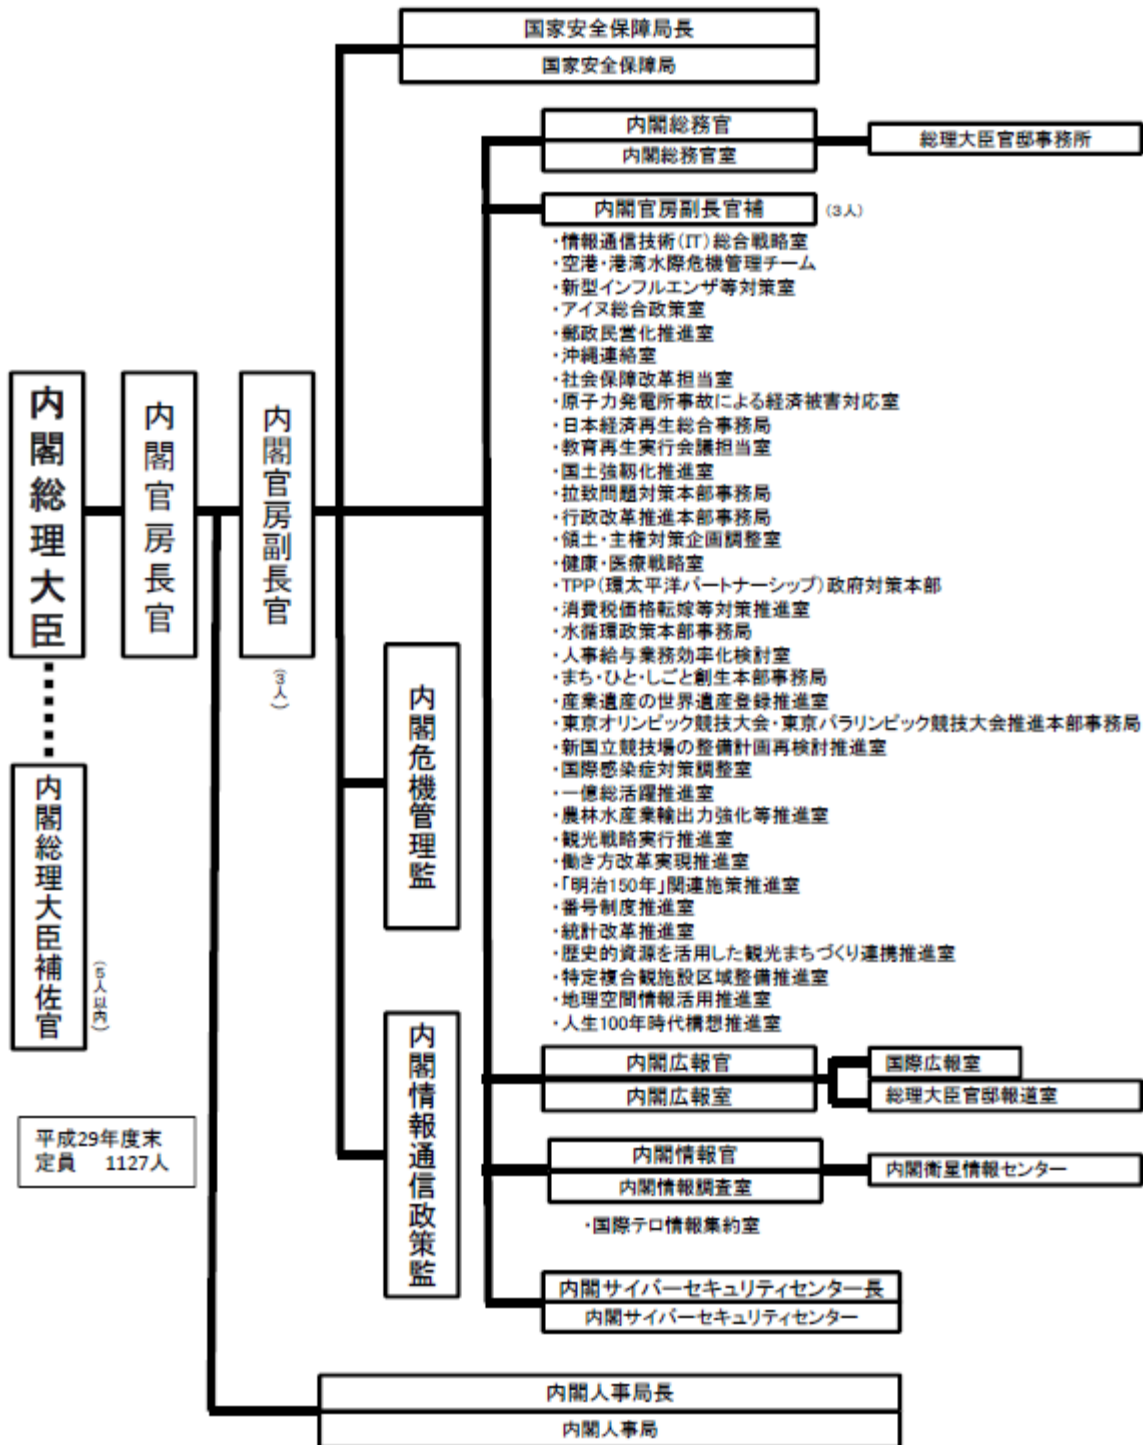 国家安全保障局長
国家安全保障局
内閣総務官
内閣総務官室
総理大臣官邸事務所
内閣官房副長官補
(3人)
・情報通信技術(IT)総合戦略室
・空港・港湾水際危機管理チーム
・新型インフルエンザ等対策室
・アイヌ総合政策室
・郵政民営化推進室
・沖縄連絡室
・社会保障改革担当室
・原子力発電所事故による経済被害対応室
・日本経済再生総合事務局
・教育再生実行会議担当室
・国土強靱化推進室
・拉致問題対策本部事務局
・行政改革推進本部事務局
・領土・主権対策企画調整室
・健康・医療戦略室
・TPP(環太平洋パートナーシップ)政府対策本部
・消費税価格転嫁等対策推進室
・水循環政策本部事務局
・人事給与業務効率化検討室
・まち・ひと・しごと創生本部事務局
・産業遺産の世界遺産登録推進室
・東京オリンピック競技大会・東京パラリンピック競技大会推進本部事務局
・新国立競技場の整備計画再検討推進室
・国際感染症対策調整室
・一億総活躍推進室
・農林水産業輸出力強化等推進室
・観光戦略実行推進室
・働き方改革実現推進室
・「明治150年」関連施策推進室
・番号制度推進室
・統計改革推進室
・歴史的資源を活用した観光まちづくり連携推進室
・特定複合観施設区域整備推進室
・地理空間情報活用推進室
・人生100年時代構想推進室
内閣総理大臣
内閣官房長官
内閣官房副長官
(3人)
内閣総理大臣補佐官
(5人以内)
内閣危機管理監
内閣情報通信政策監
内閣広報官
内閣広報室
国際広報室
総理大臣官邸報道室
内閣情報官
内閣情報調査室
内閣衛星情報センター
・国際テロ情報集約室
内閣サイバーセキュリティセンター長
内閣サイバーセキュリティセンター
内閣人事局長
内閣人事局
平成29年度末
定員 1127人